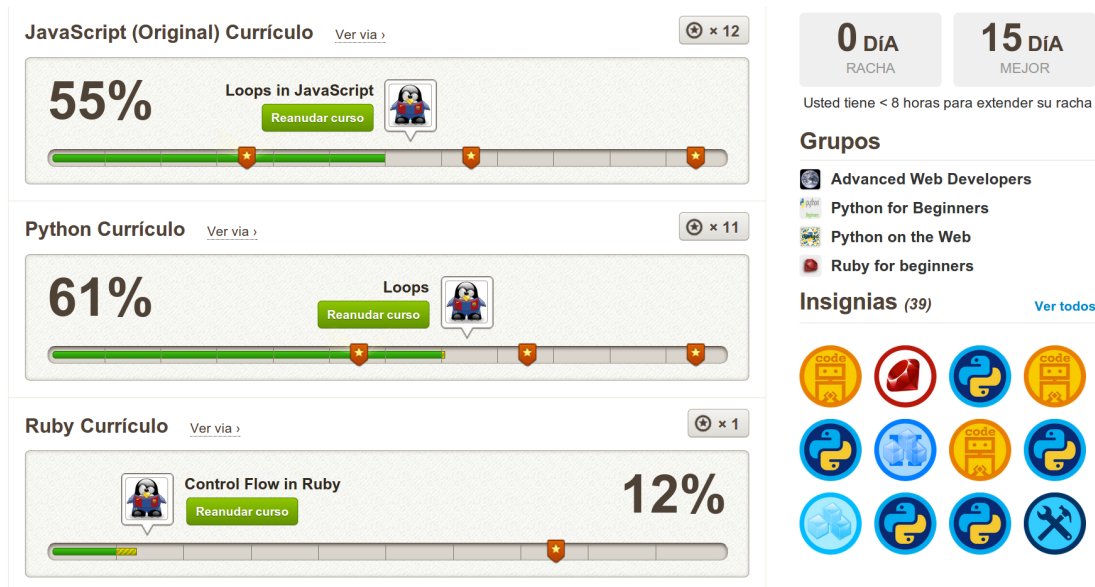 JavaScript (Original) Currículo Ver via ›
× 12
55%
Loops in JavaScript
Reanudar curso
Python Currículo Ver via ›
× 11
61%
Loops
Reanudar curso
Ruby Currículo Ver via ›
× 1
Control Flow in Ruby
Reanudar curso
12%
0 DíA
RACHA
15 DíA
MEJOR
Usted tiene < 8 horas para extender su racha
Grupos
Advanced Web Developers
Python for Beginners
Python on the Web
Ruby for beginners
Insignias (39) Ver todos
code
code
code